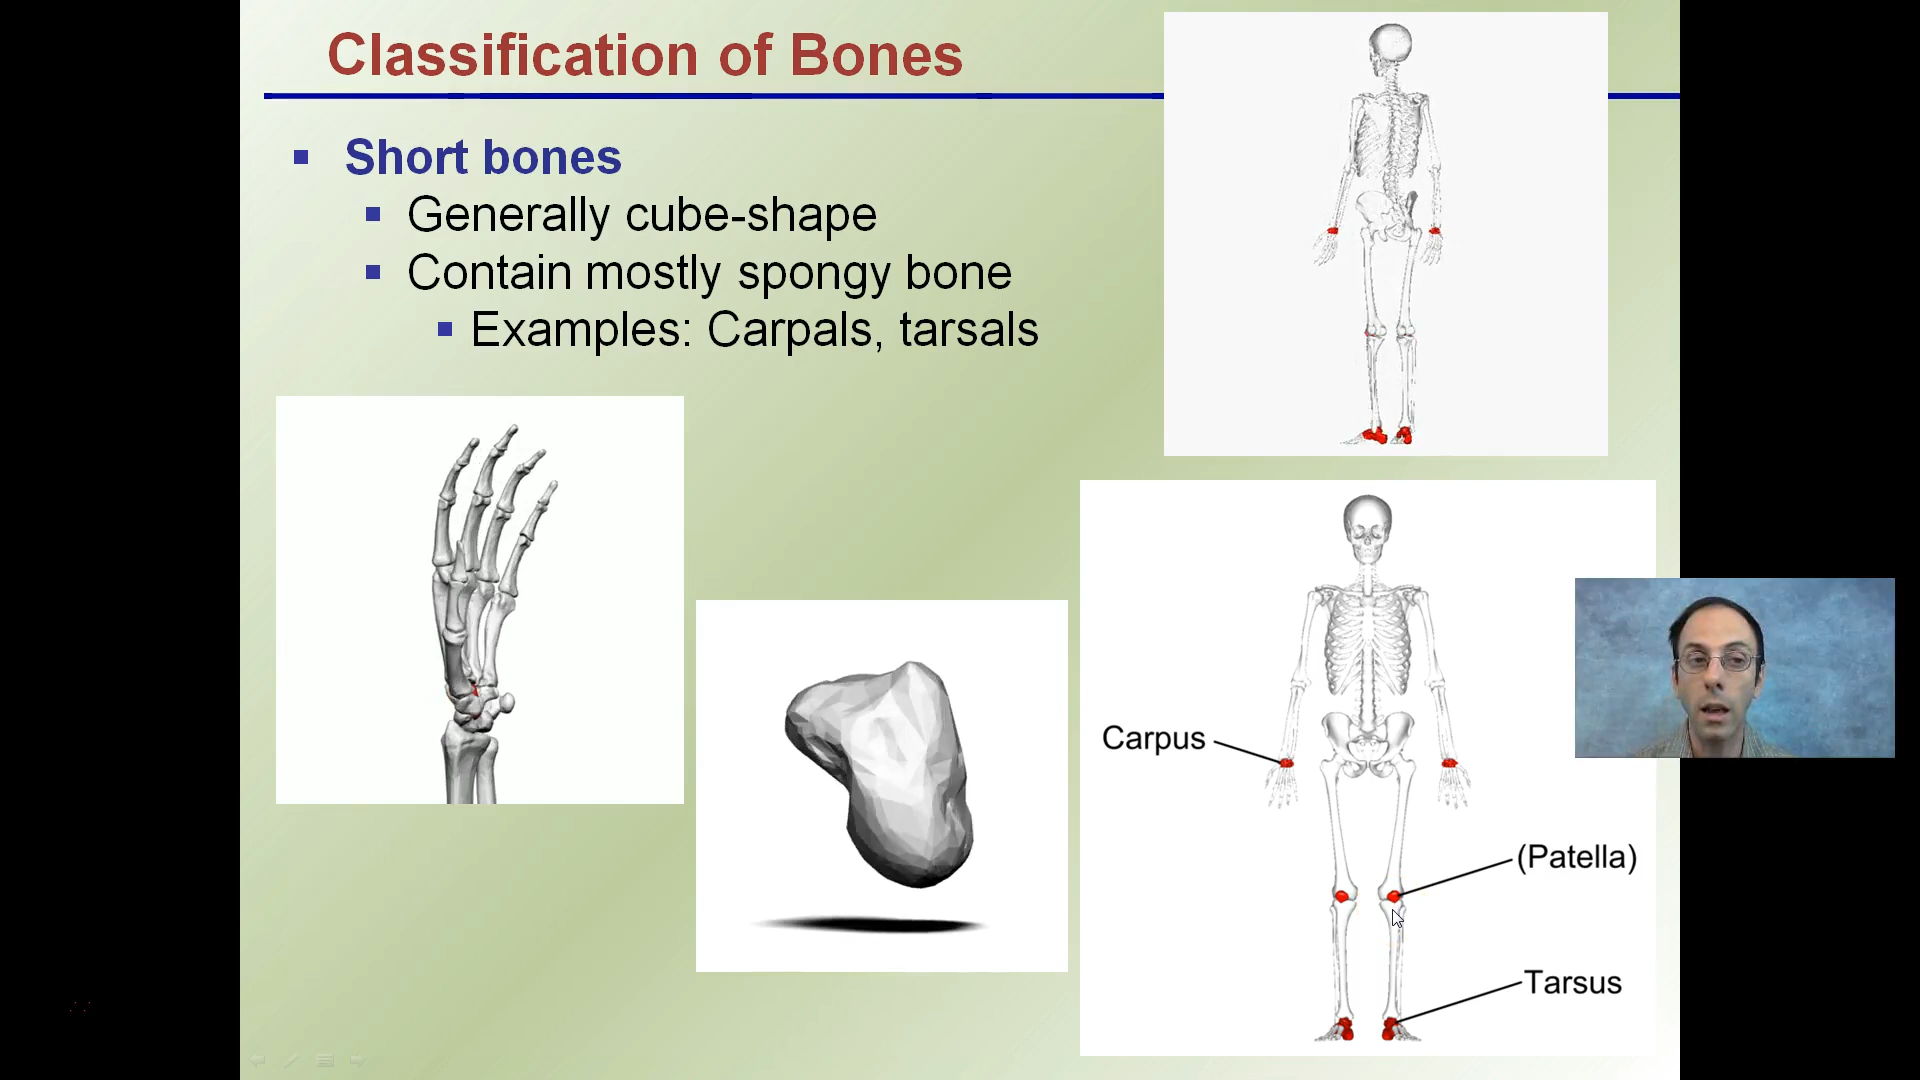 Classification of Bones
Short bones
Generally cube-shape
Contain mostly spongy bone
Examples: Carpals, tarsals
Carpus
(Patella)
Tarsus